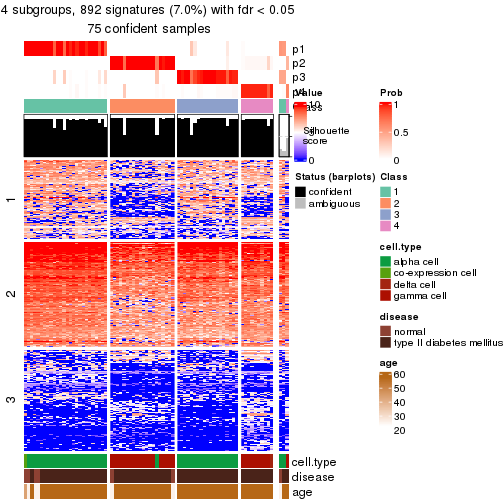 4 subgroups, 892 signatures (7.0%) with fdr < 0.05
75 confident samples
p1
p2
p3
Value
10
0
Silhouette
score
Prob
1
0.5
0
Status (barplots)
confident
ambiguous
Class
1
2
3
4
cell.type
alpha cell
co-expression cell
delta cell
gamma cell
disease
normal
type II diabetes mellitus
age
60
50
40
30
20
1
2
3
cell.type
disease
age